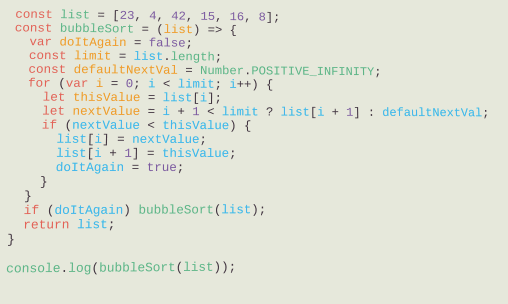 const list = [23, 4, 42, 15, 16, 8];
const bubbleSort = (list) => {
var doItAgain = false;
const limit = list.length;
const defaultNextVal = Number.POSITIVE_INFINITY;
for (var i = 0; i < limit; i++) {
let thisValue = list[i];
let nextValue = i + 1 < limit ? list[i + 1] : defaultNextVal;
if (nextValue < thisValue) {
list[i] = nextValue;
list[i + 1] = thisValue;
doItAgain = true;
}
}
if (doItAgain) bubbleSort(list);
return list;
}
console.log(bubbleSort(list));